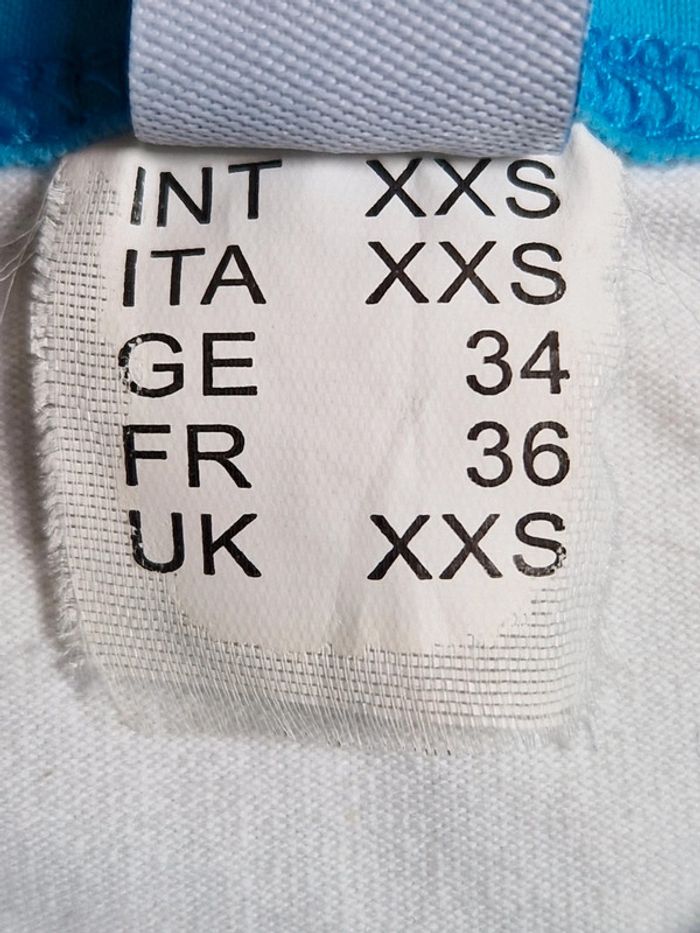 INT XXS
ITA XXS
GE 34
FR 36
UK XXS